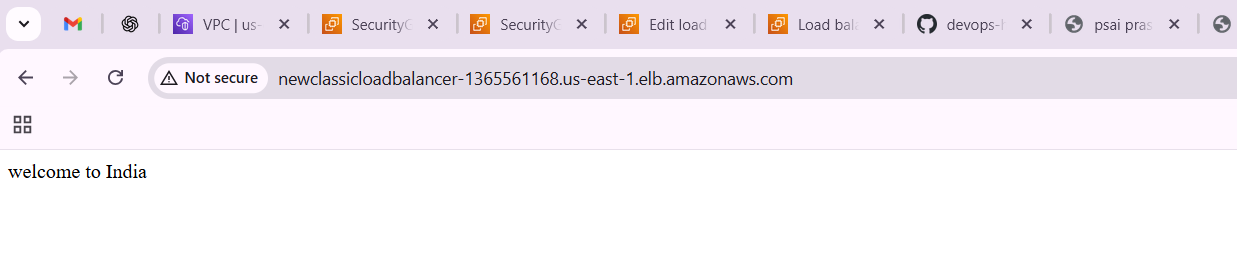 VPC | us-
SecurityG
SecurityG
Edit load
Load bala
devops-h
psai pras
Not secure
newclassicloadbalancer-1365561168.us-east-1.elb.amazonaws.com
welcome to India